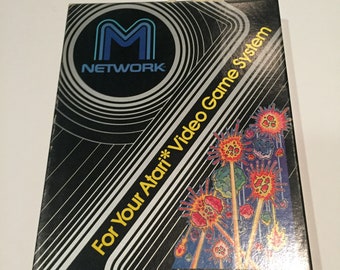 M
NETWORK
For Your Atari* Video Game System